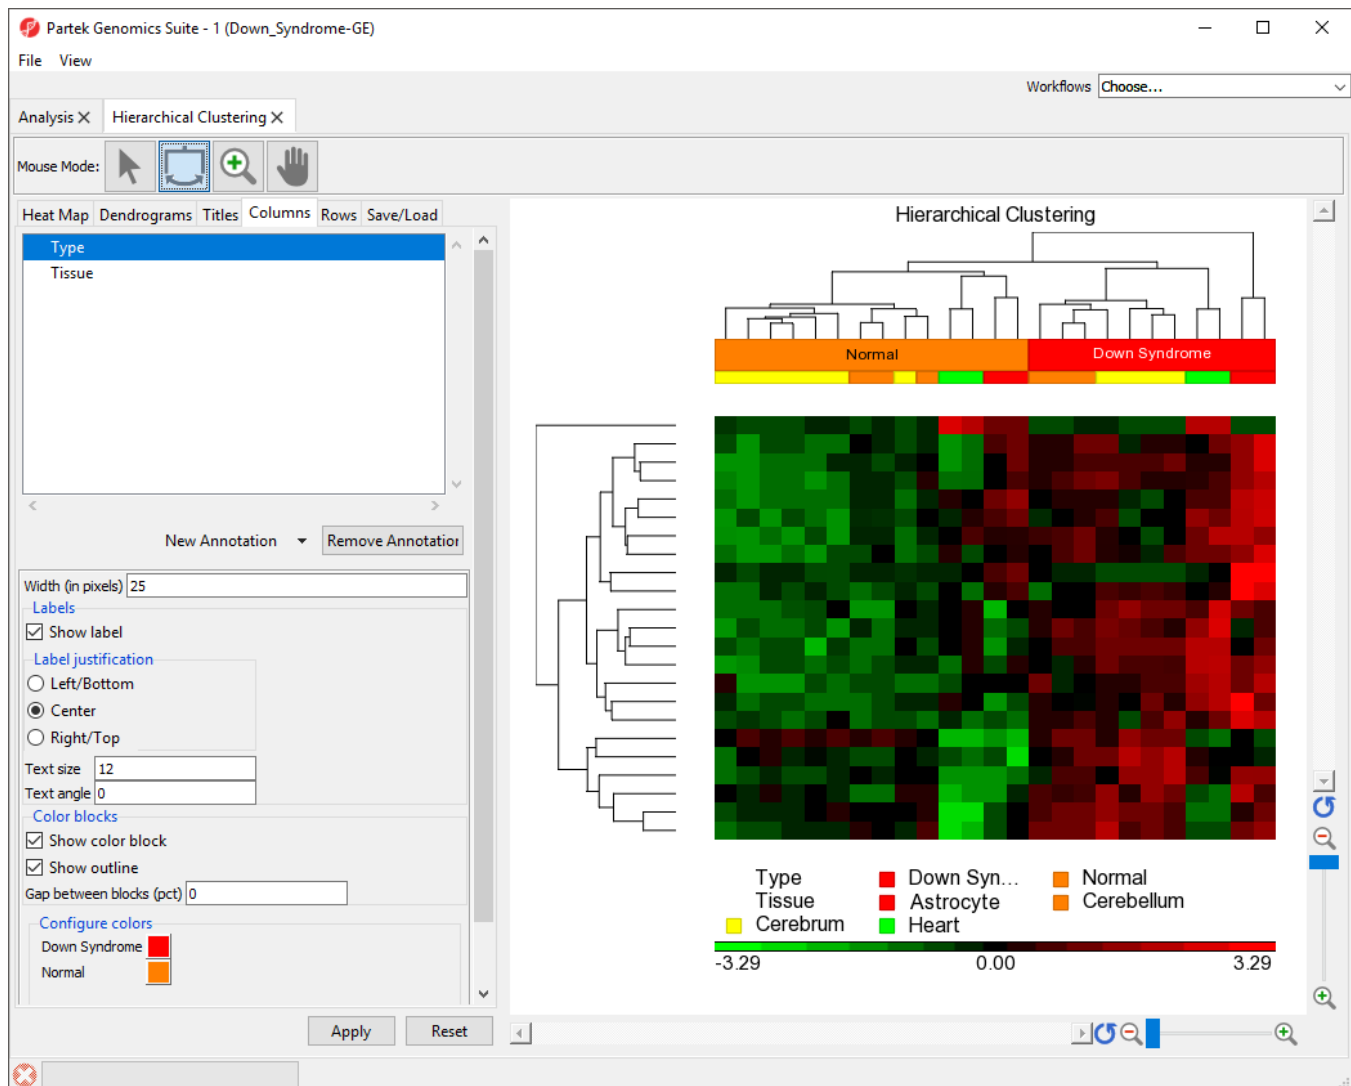 Partek Genomics Suite - 1 (Down_Syndrome-GE)
File View
Workflows Choose...
Analysis Hierarchical Clustering
Mouse Mode:
Heat Map Dendrograms Titles Columns Rows Save/Load
Type
Tissue
New Annotation Remove Annotation
Width (in pixels) 25
Labels
Show label
Label justification
Left/Bottom
Center
Right/Top
Text size 12
Text angle 0
Color blocks
Show color block
Show outline
Gap between blocks (pct) 0
Configure colors
Down Syndrome
Normal
Apply Reset
Hierarchical Clustering
Normal Down Syndrome
Type Down Syn... Normal
Tissue Astrocyte Cerebellum
Cerebrum Heart
-3.29 0.00 3.29